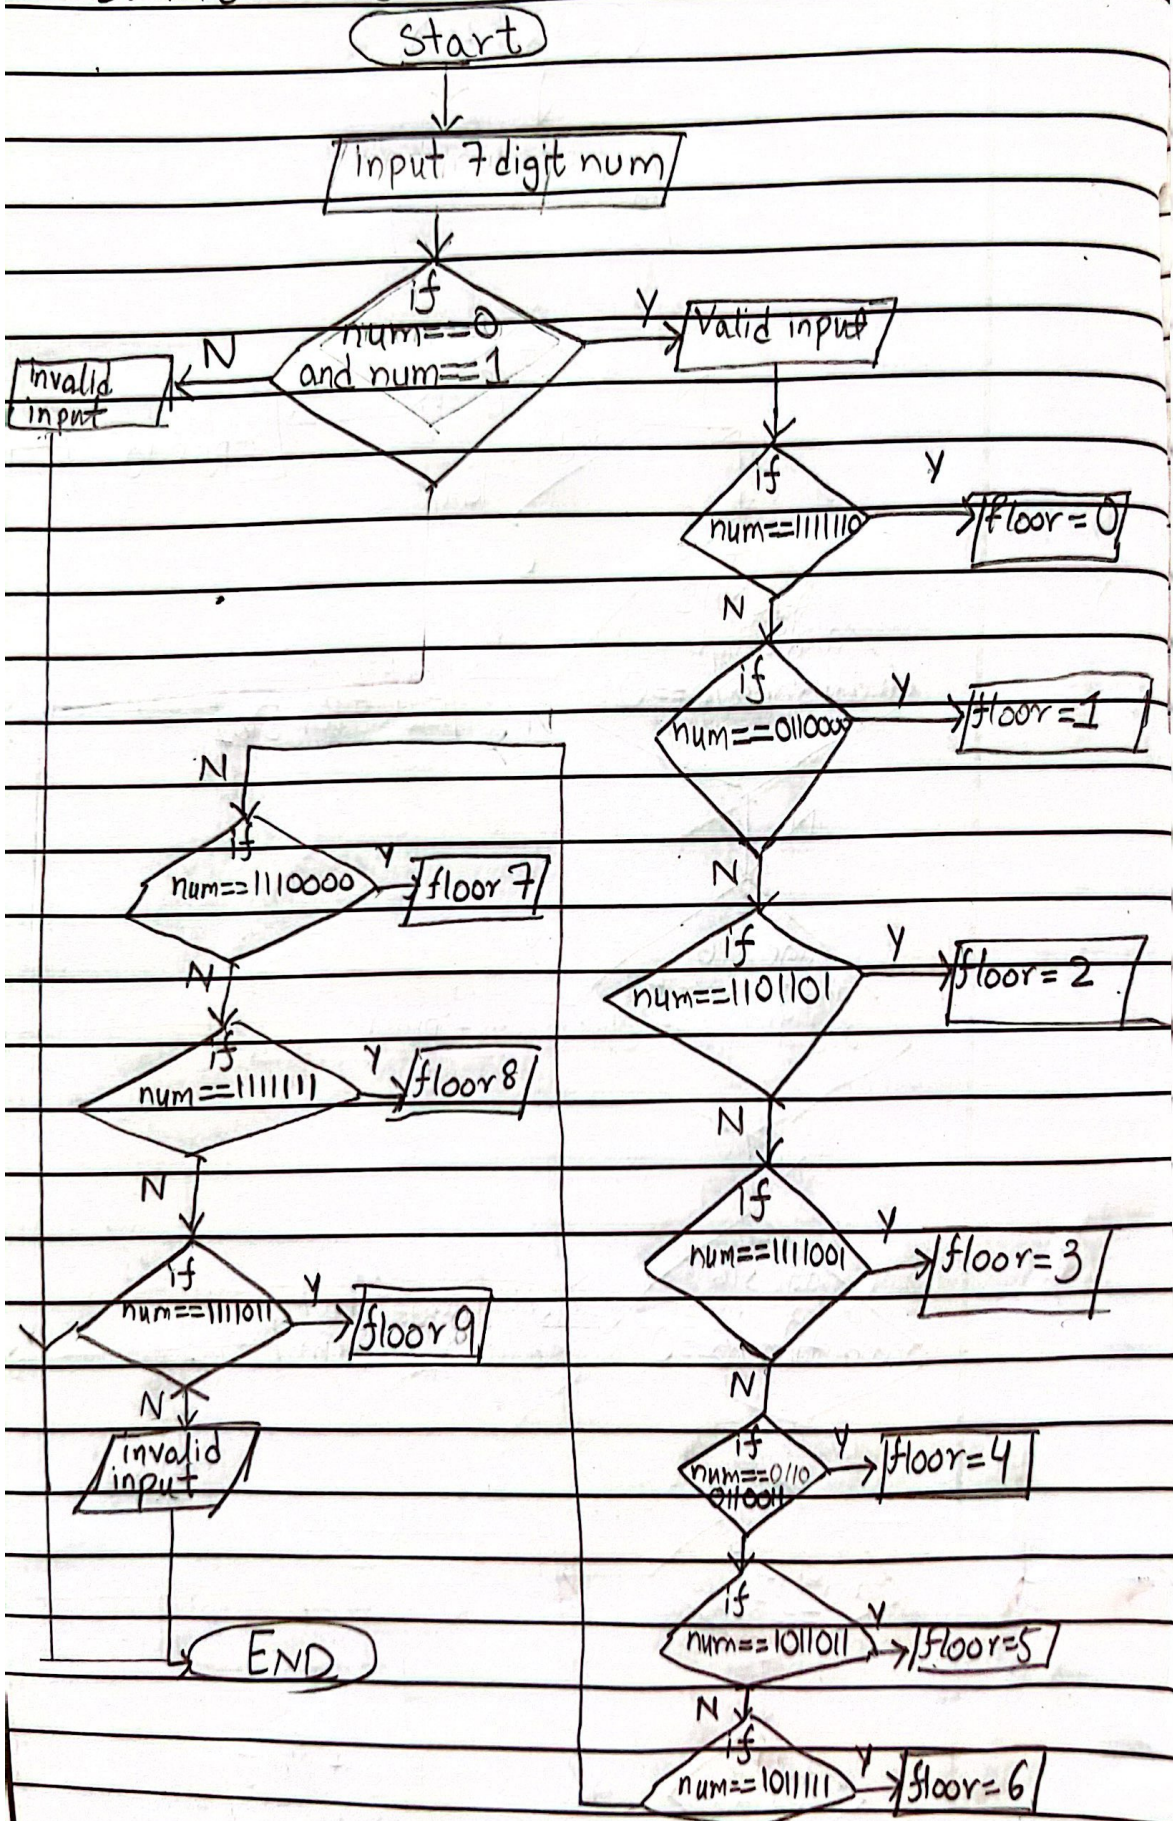 Start
input 7 digit num
if
num==0
and num==1
N
invalid
input
Y
Valid input
if
num==1111110
Y
floor=0
N
if
num==0110000
Y
floor=1
N
if
num==1101101
Y
floor=2
N
if
num==1111001
Y
floor=3
N
if
num==0110
0110011
Y
floor=4
if
num==1011011
Y
floor=5
N
if
num==1011111
Y
floor=6
N
if
num==1110000
Y
floor 7
N
if
num==1111111
Y
floor 8
N
if
num==1111011
Y
floor 9
N
invalid
input
END